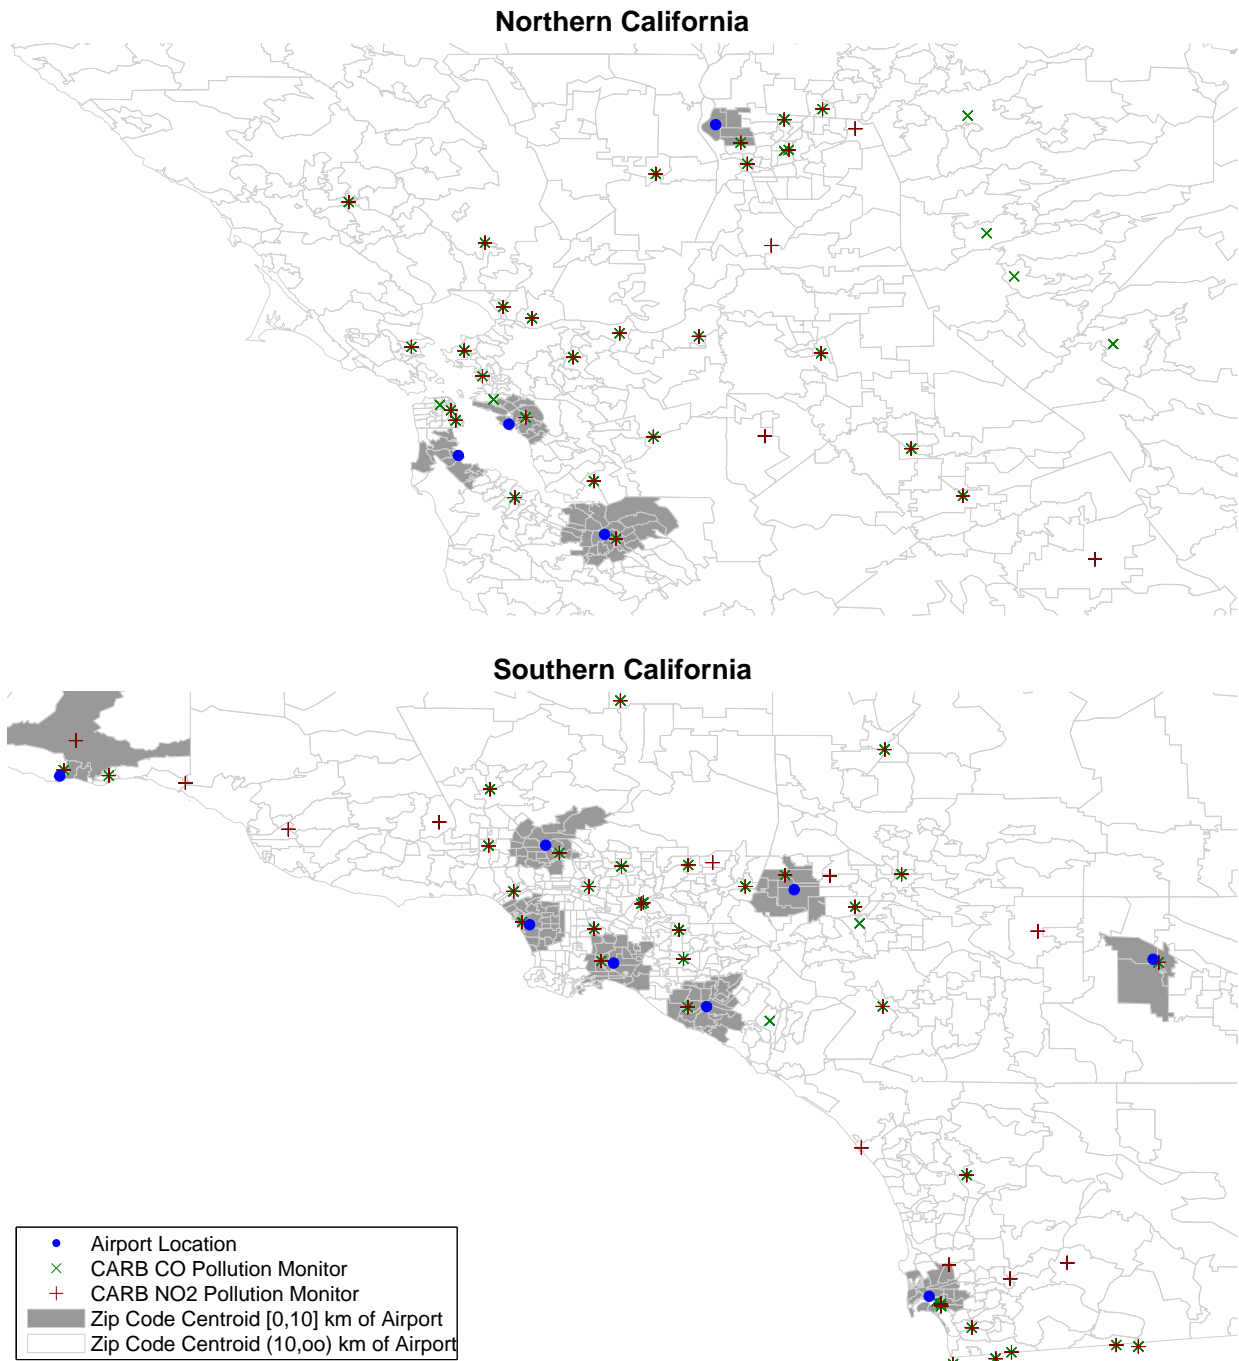 Northern California
Southern California
Airport Location
CARB CO Pollution Monitor
CARB NO2 Pollution Monitor
Zip Code Centroid [0,10] km of Airport
Zip Code Centroid (10,oo) km of Airport